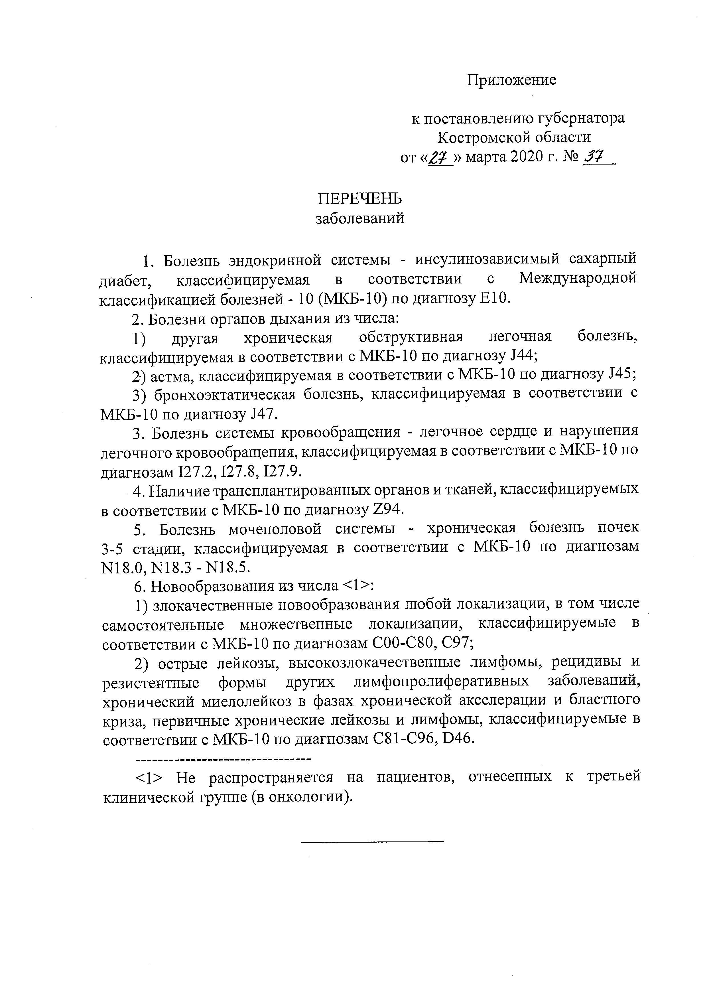 Приложение
к постановлению губернатора
Костромской области
от «27» марта 2020 г. № 37
ПЕРЕЧЕНЬ
заболеваний
1. Болезнь эндокринной системы - инсулинозависимый сахарный
диабет, классифицируемая в соответствии с Международной
классификацией болезней - 10 (МКБ-10) по диагнозу E10.
2. Болезни органов дыхания из числа:
1) другая хроническая обструктивная легочная болезнь,
классифицируемая в соответствии с МКБ-10 по диагнозу J44;
2) астма, классифицируемая в соответствии с МКБ-10 по диагнозу J45;
3) бронхоэктатическая болезнь, классифицируемая в соответствии с
МКБ-10 по диагнозу J47.
3. Болезнь системы кровообращения - легочное сердце и нарушения
легочного кровообращения, классифицируемая в соответствии с МКБ-10 по
диагнозам I27.2, I27.8, I27.9.
4. Наличие трансплантированных органов и тканей, классифицируемых
в соответствии с МКБ-10 по диагнозу Z94.
5. Болезнь мочеполовой системы - хроническая болезнь почек
3-5 стадии, классифицируемая в соответствии с МКБ-10 по диагнозам
N18.0, N18.3 - N18.5.
6. Новообразования из числа <1>:
1) злокачественные новообразования любой локализации, в том числе
самостоятельные множественные локализации, классифицируемые в
соответствии с МКБ-10 по диагнозам C00-C80, C97;
2) острые лейкозы, высокозлокачественные лимфомы, рецидивы и
резистентные формы других лимфопролиферативных заболеваний,
хронический миелолейкоз в фазах хронической акселерации и бластного
криза, первичные хронические лейкозы и лимфомы, классифицируемые в
соответствии с МКБ-10 по диагнозам C81-C96, D46.
--------------------------------
<1> Не распространяется на пациентов, отнесенных к третьей
клинической группе (в онкологии).